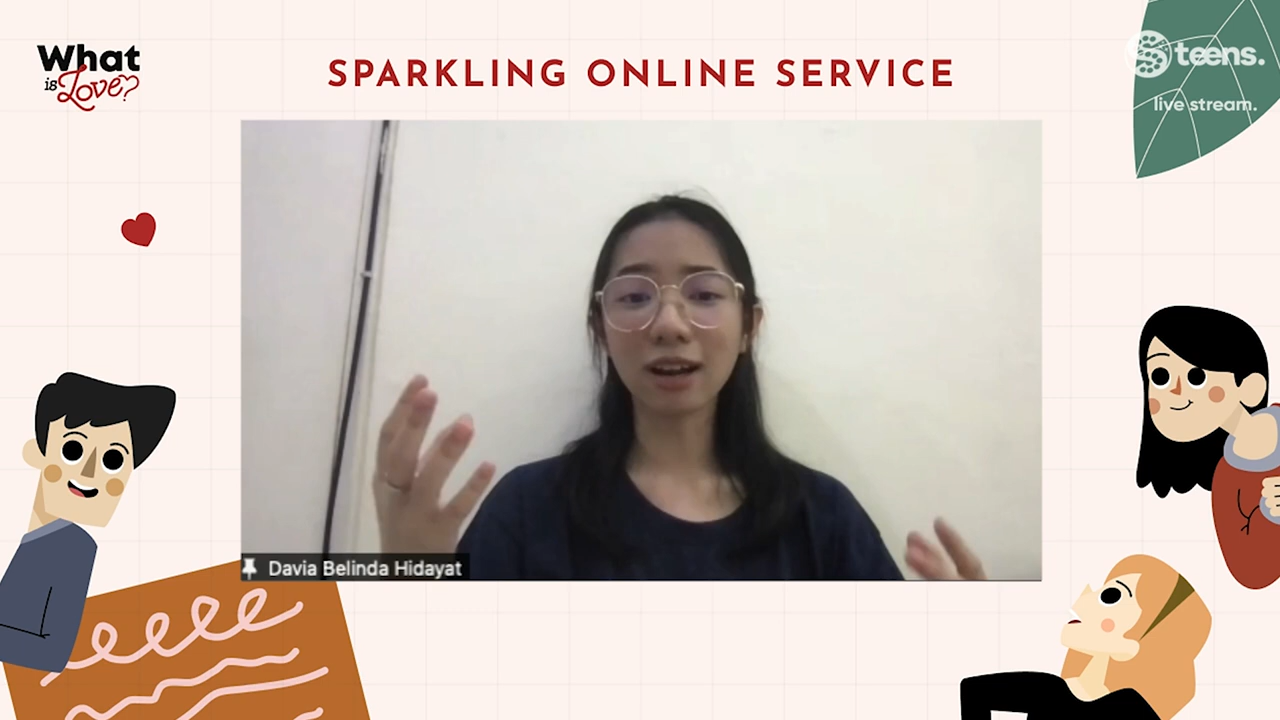 What
is Love?
SPARKLING ONLINE SERVICE
teens.
live stream.
Davia Belinda Hidayat